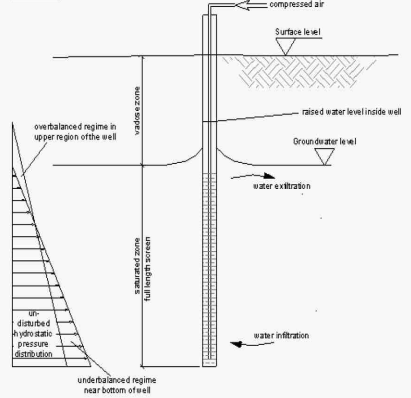 compressed air
Surface level
vadose zone
raised water level inside well
overbalanced regime in
upper region of the well
Groundwater level
water exfiltration
saturated zone
full length screen
un-
disturbed
hydrostatic
pressure
distribution
water infiltration
underbalanced regime
near bottom of well